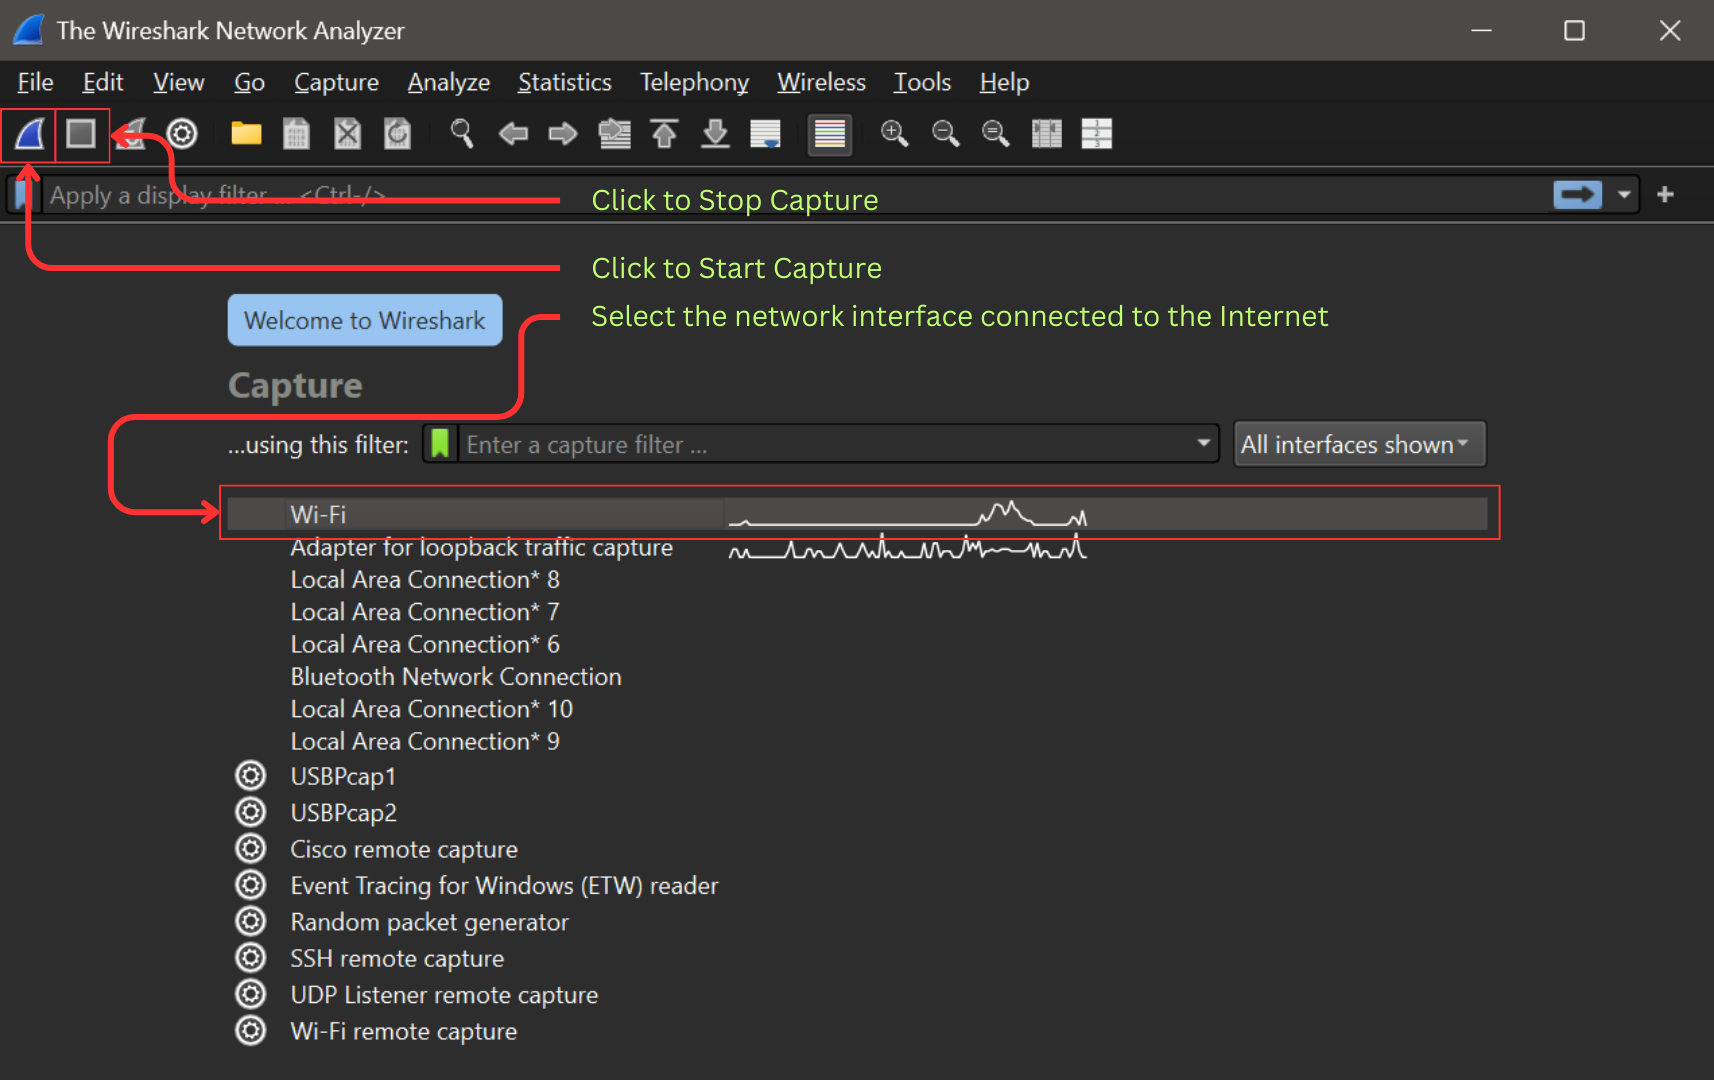 The Wireshark Network Analyzer
File Edit View Go Capture Analyze Statistics Telephony Wireless Tools Help
Apply a display filter ... <Ctrl-/>
Click to Stop Capture
Click to Start Capture
Select the network interface connected to the Internet
Welcome to Wireshark
Capture
...using this filter: Enter a capture filter ... All interfaces shown
Wi-Fi
Adapter for loopback traffic capture
Local Area Connection* 8
Local Area Connection* 7
Local Area Connection* 6
Bluetooth Network Connection
Local Area Connection* 10
Local Area Connection* 9
USBPcap1
USBPcap2
Cisco remote capture
Event Tracing for Windows (ETW) reader
Random packet generator
SSH remote capture
UDP Listener remote capture
Wi-Fi remote capture